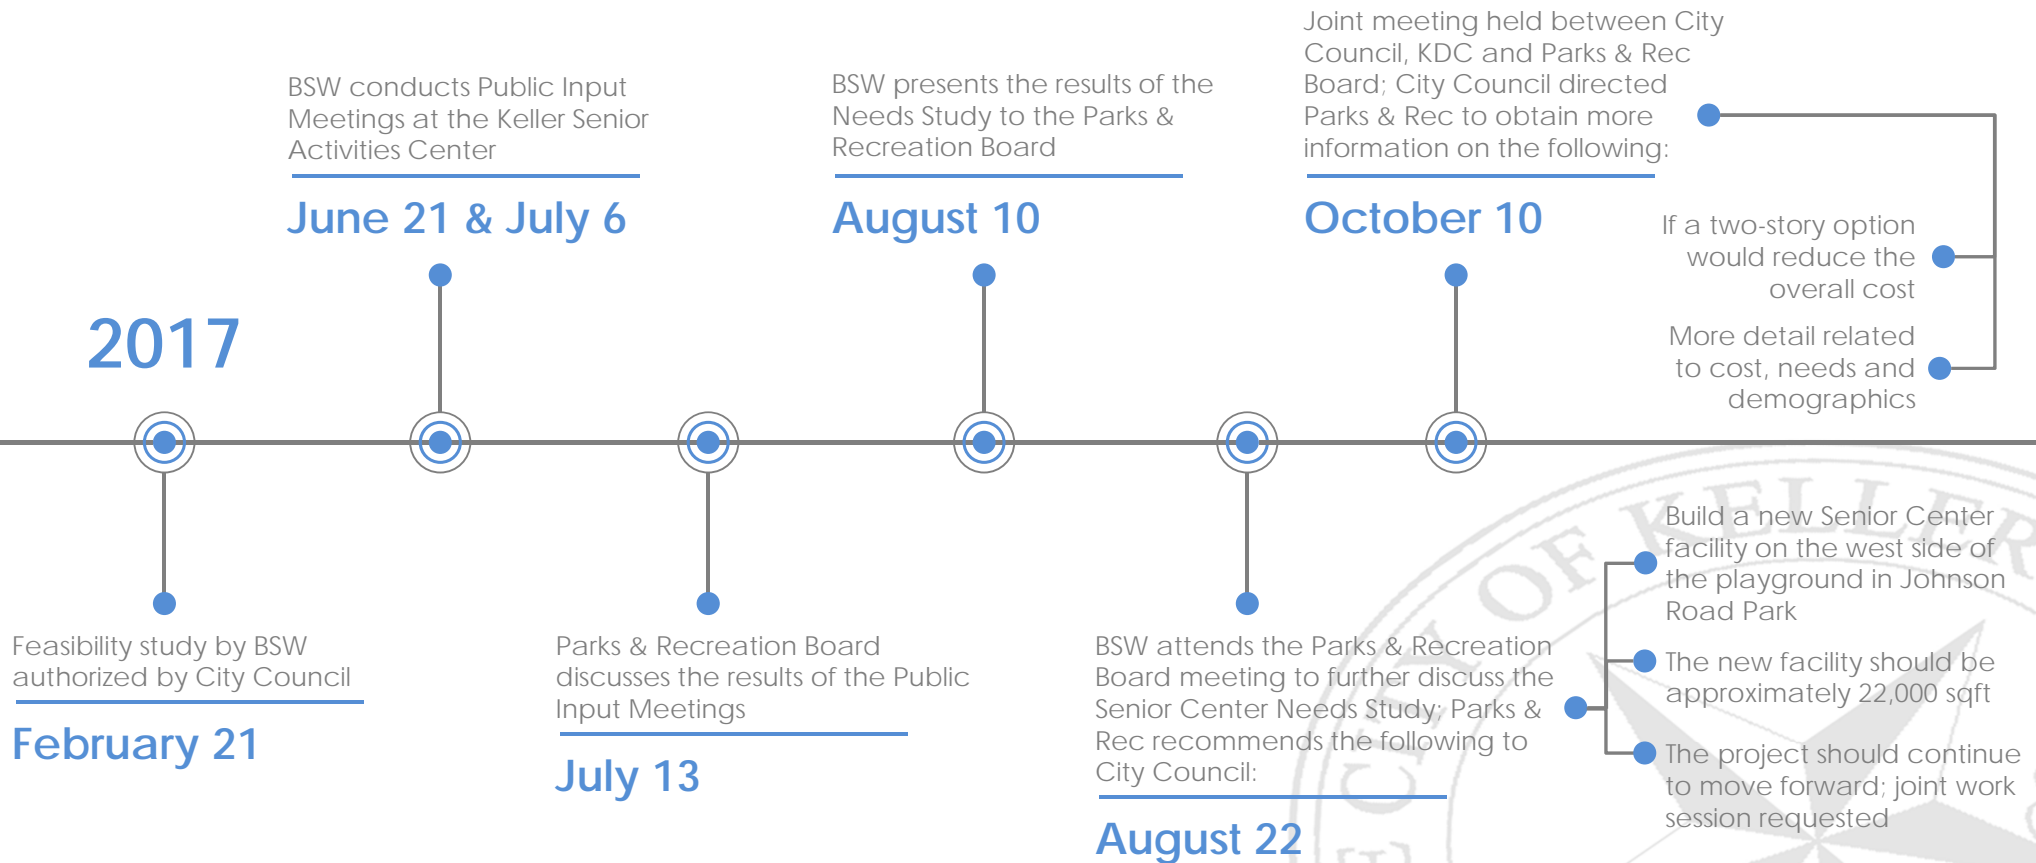 2017
Feasibility study by BSW
authorized by City Council
February 21
BSW conducts Public Input
Meetings at the Keller Senior
Activities Center
June 21 & July 6
Parks & Recreation Board
discusses the results of the Public
Input Meetings
July 13
BSW presents the results of the
Needs Study to the Parks &
Recreation Board
August 10
BSW attends the Parks & Recreation
Board meeting to further discuss the
Senior Center Needs Study; Parks &
Rec recommends the following to
City Council:
August 22
Build a new Senior Center
facility on the west side of
the playground in Johnson
Road Park
The new facility should be
approximately 22,000 sqft
The project should continue
to move forward; joint work
session requested
Joint meeting held between City
Council, KDC and Parks & Rec
Board; City Council directed
Parks & Rec to obtain more
information on the following:
October 10
If a two-story option
would reduce the
overall cost
More detail related
to cost, needs and
demographics
CITY OF KELLER